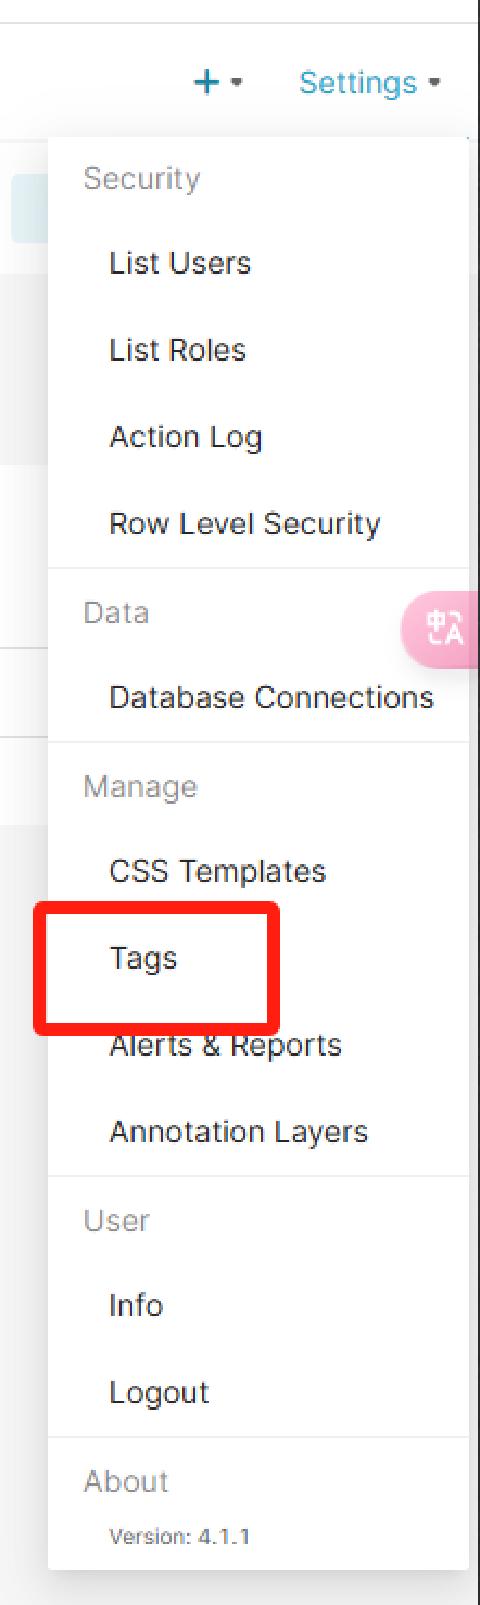 + Settings
Security
List Users
List Roles
Action Log
Row Level Security
Data
Database Connections
Manage
CSS Templates
Tags
Alerts & Reports
Annotation Layers
User
Info
Logout
About
Version: 4.1.1